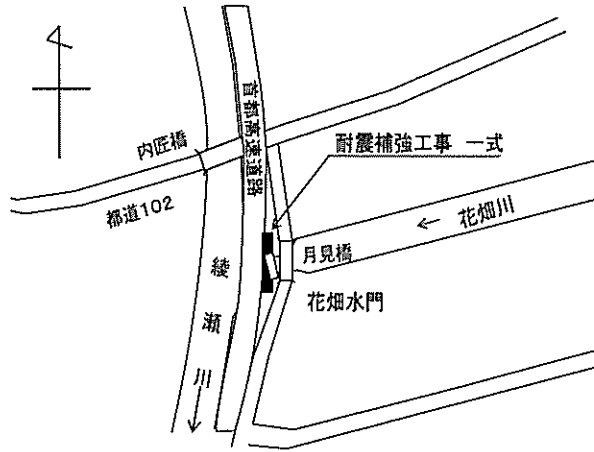 首都高速道路
内匠橋
耐震補強工事 一式
都道102
← 花畑川
月見橋
綾瀬川
花畑水門